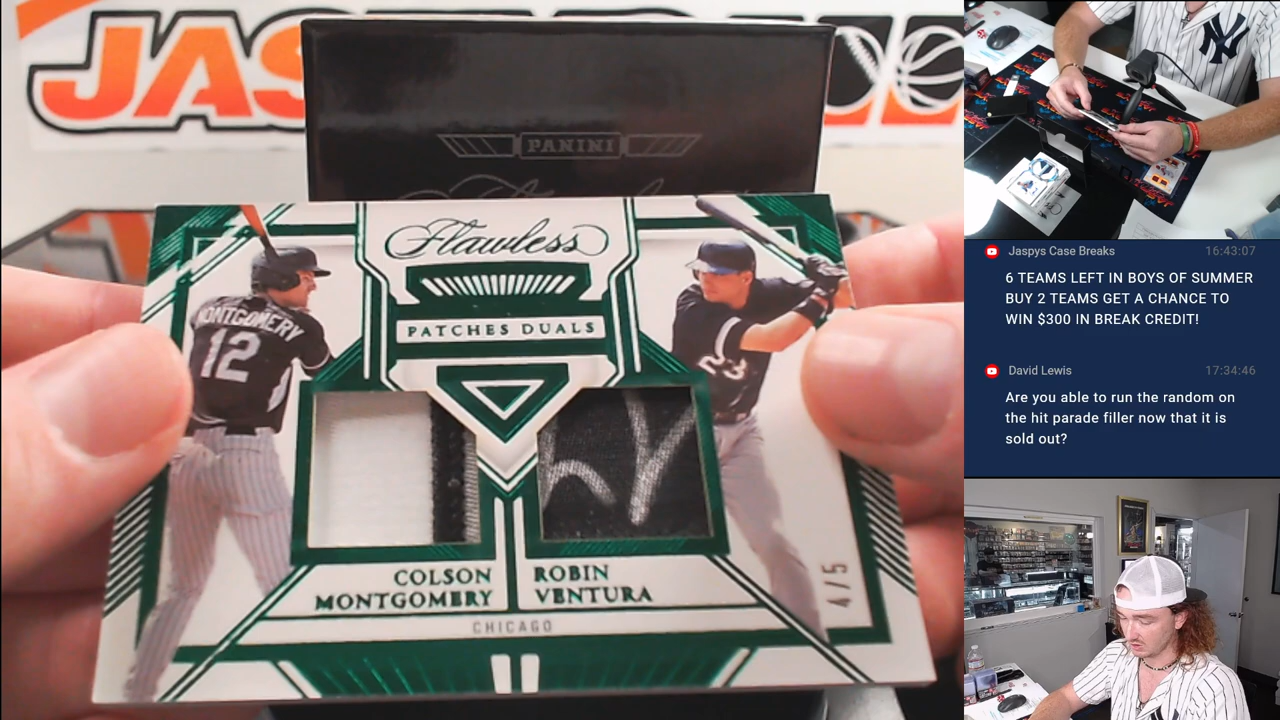 JAS
PANINI
Flawless
PATCHES DUALS
MONTGOMERY
12
23
COLSON
MONTGOMERY
ROBIN
VENTURA
4/5
CHICAGO
NY
Jaspys Case Breaks 16:43:07
6 TEAMS LEFT IN BOYS OF SUMMER
BUY 2 TEAMS GET A CHANCE TO
WIN $300 IN BREAK CREDIT!
David Lewis 17:34:46
Are you able to run the random on
the hit parade filler now that it is
sold out?